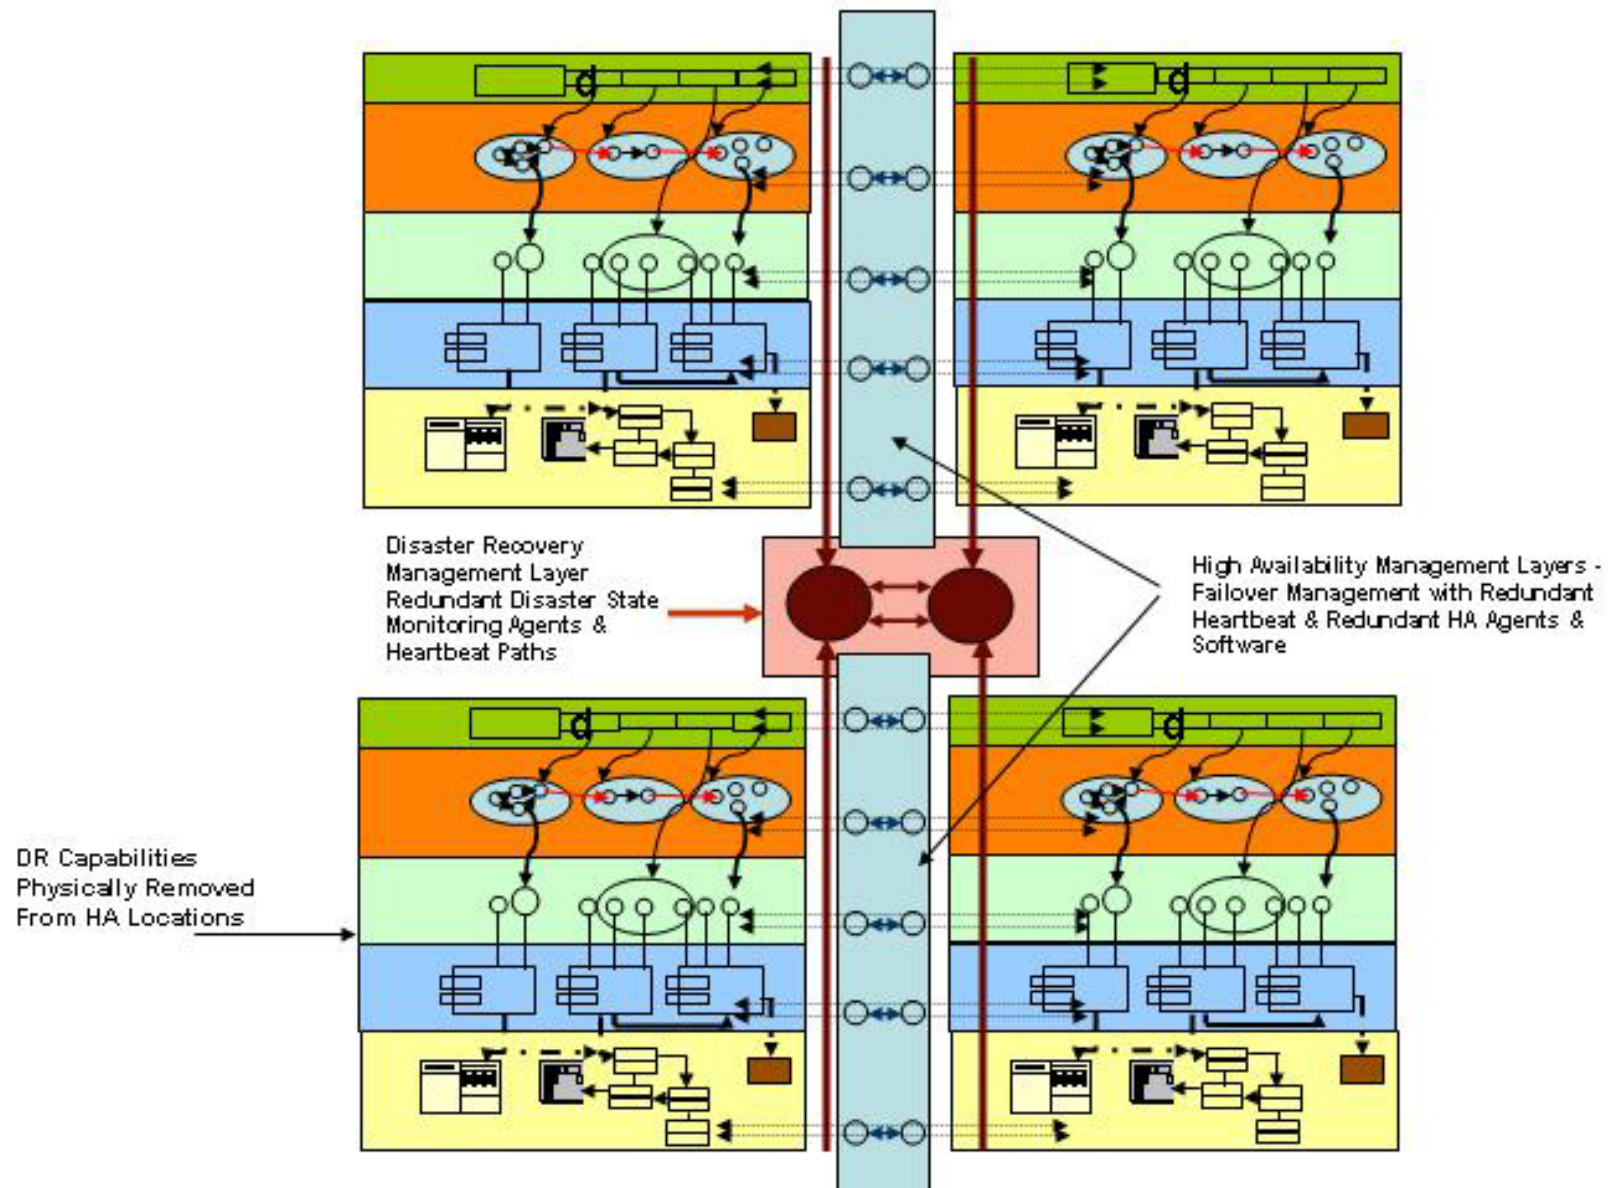 Disaster Recovery
Management Layer
Redundant Disaster State
Monitoring Agents &
Heartbeat Paths
High Availability Management Layers -
Failover Management with Redundant
Heartbeat & Redundant HA Agents &
Software
DR Capabilities
Physically Removed
From HA Locations